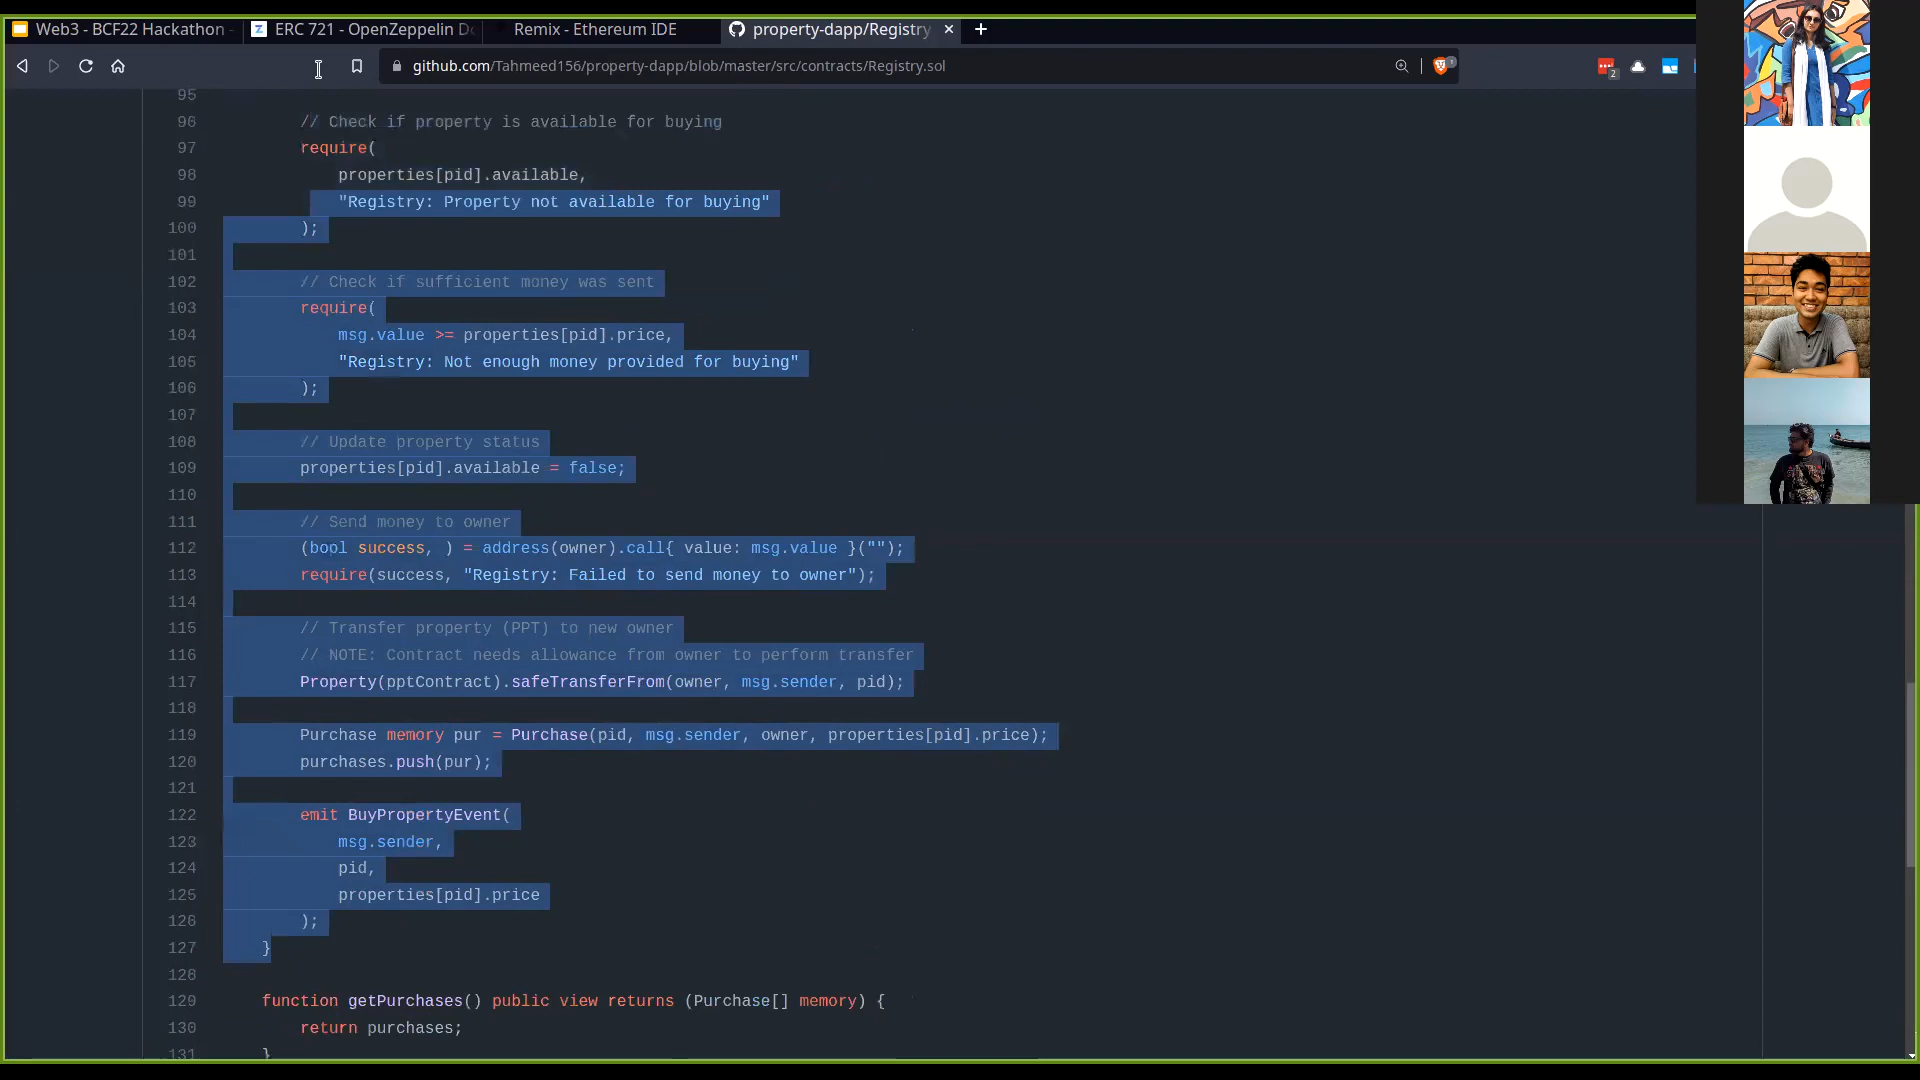 Web3 - BCF22 Hackathon -
ERC 721 - OpenZeppelin Do
Remix - Ethereum IDE
property-dapp/Registry
github.com/Tahmeed156/property-dapp/blob/master/src/contracts/Registry.sol
1
2
95
96 // Check if property is available for buying
97 require(
98 properties[pid].available,
99 "Registry: Property not available for buying"
100 );
101
102 // Check if sufficient money was sent
103 require(
104 msg.value >= properties[pid].price,
105 "Registry: Not enough money provided for buying"
106 );
107
108 // Update property status
109 properties[pid].available = false;
110
111 // Send money to owner
112 (bool success, ) = address(owner).call{ value: msg.value }("");
113 require(success, "Registry: Failed to send money to owner");
114
115 // Transfer property (PPT) to new owner
116 // NOTE: Contract needs allowance from owner to perform transfer
117 Property(pptContract).safeTransferFrom(owner, msg.sender, pid);
118
119 Purchase memory pur = Purchase(pid, msg.sender, owner, properties[pid].price);
120 purchases.push(pur);
121
122 emit BuyPropertyEvent(
123 msg.sender,
124 pid,
125 properties[pid].price
126 );
127 }
128
129 function getPurchases() public view returns (Purchase[] memory) {
130 return purchases;
131 }